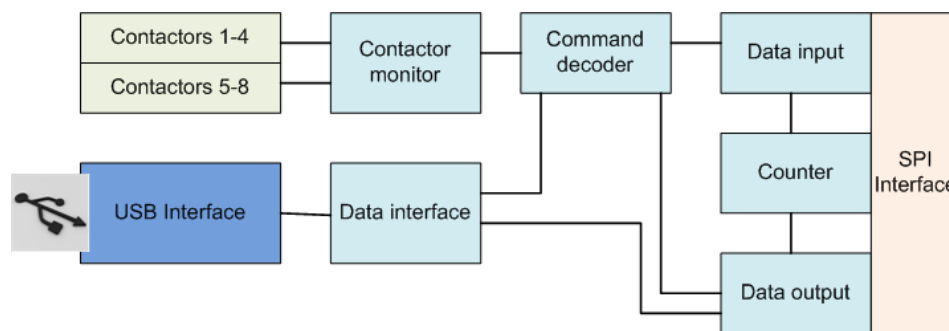 Contactors 1-4
Contactors 5-8
Contactor
monitor
Command
decoder
Data input
Counter
SPI
Interface
USB Interface
Data interface
Data output